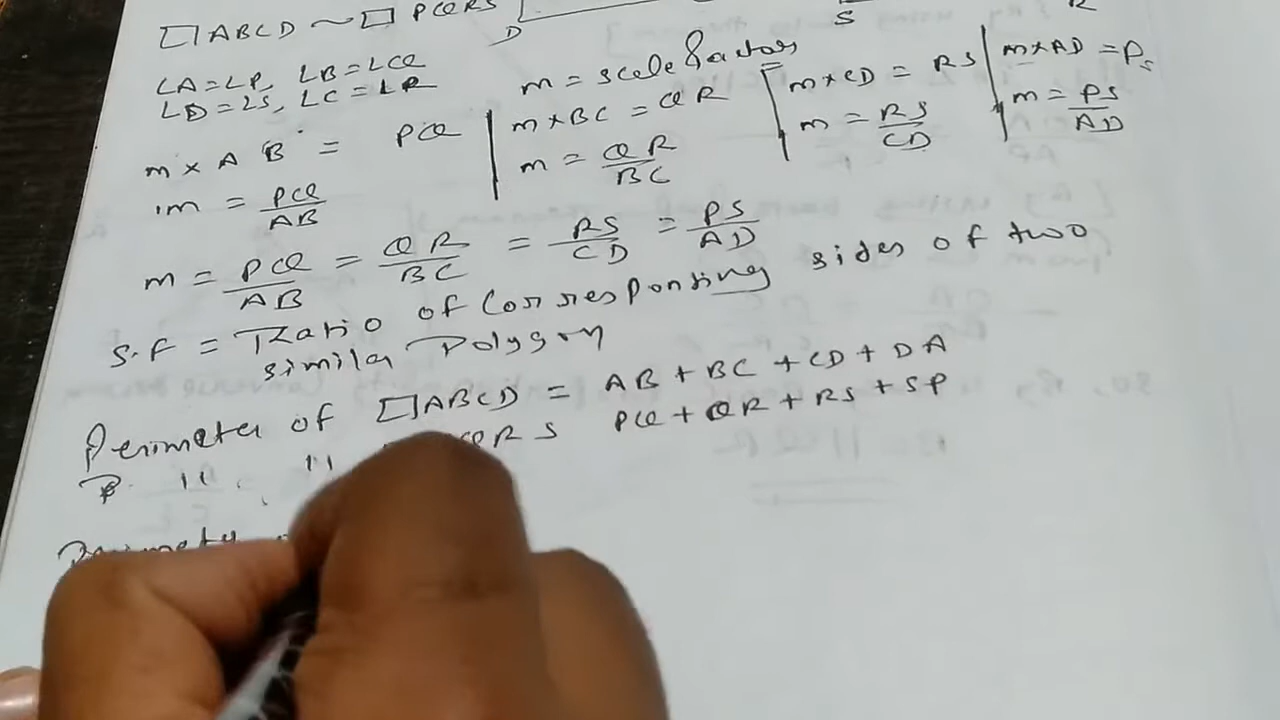 □ABCD ~ □ PQRS
D
S
R
∠A=∠P, ∠B=∠Q
∠D=∠S, ∠C=∠R
m = scale factor
m × AB = PQ
m = PQ/AB
m × BC = QR
m = QR/BC
m × CD = RS
m = RS/CD
m × AD = PS
m = PS/AD
m = PQ/AB = QR/BC = RS/CD = PS/AD
S.F = Ratio of Corresponding sides of two
similar Polygon
Perimeter of □ABCD = AB + BC + CD + DA
" " QRS PQ + QR + RS + SP